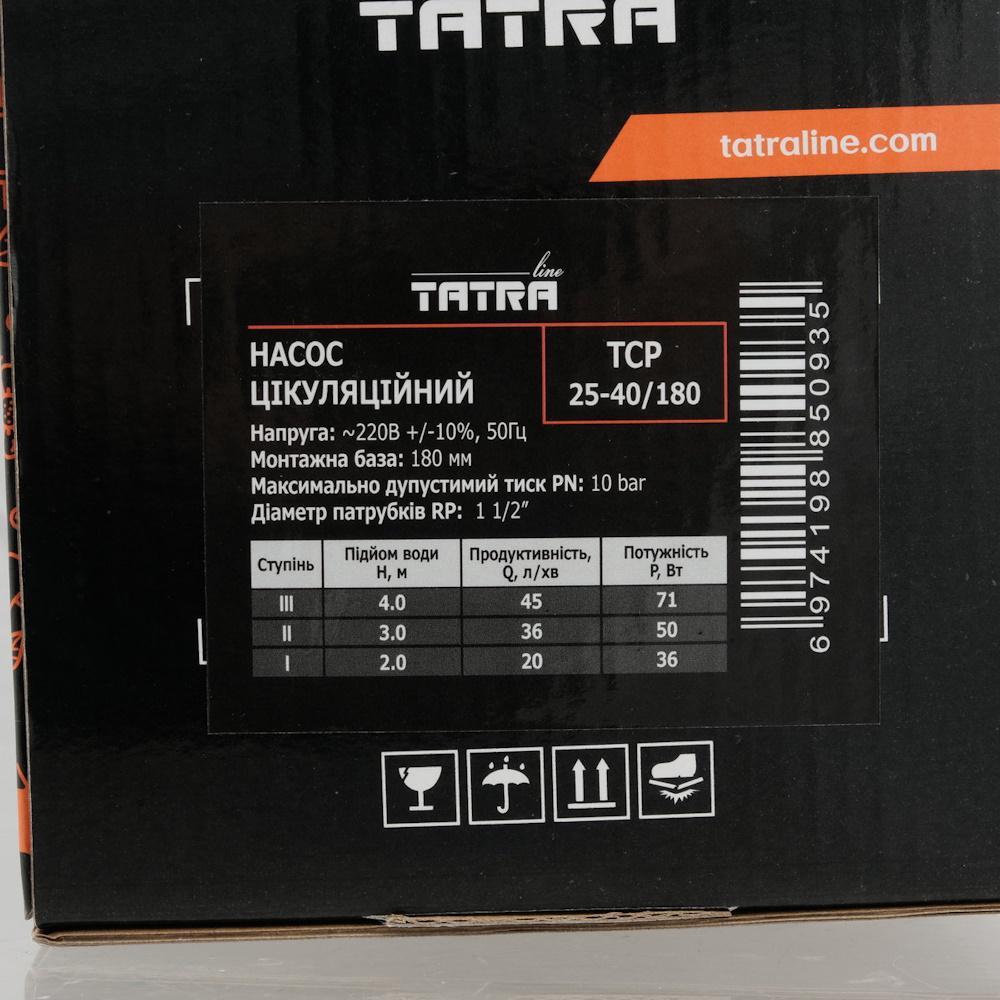 TATRA
tatraline.com
line
TATRA
НАСОС
ЦІКУЛЯЦІЙНИЙ
TCP
25-40/180
Напруга: ~220В +/-10%, 50Гц
Монтажна база: 180 мм
Максимально дупустимий тиск PN: 10 bar
Діаметр патрубків RP: 1 1/2″
Ступінь Підйом води Н, м Продуктивність, Q, л/хв Потужність Р, Вт
III 4.0 45 71
II 3.0 36 50
I 2.0 20 36
6974198850935